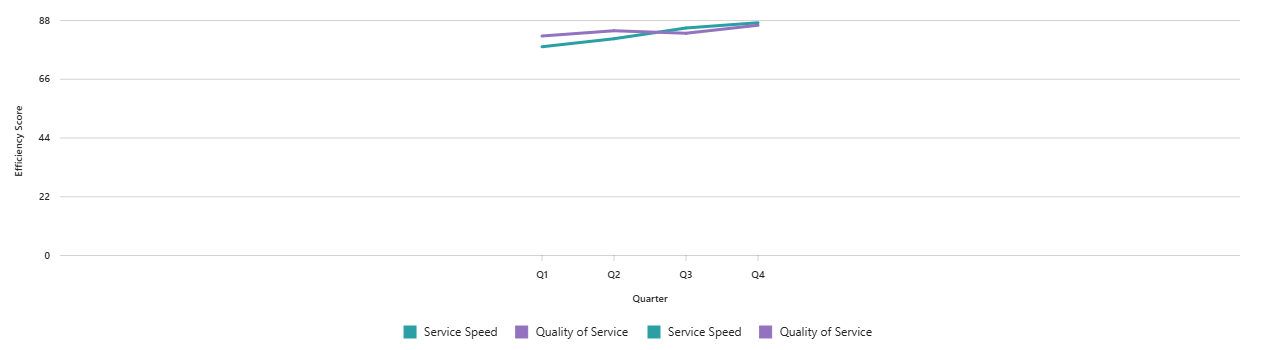 88
66
44
22
0
Efficiency Score
Q1 Q2 Q3 Q4
Quarter
Service Speed Quality of Service Service Speed Quality of Service